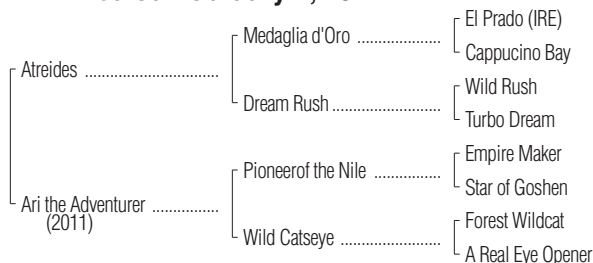 El Prado (IRE)
Medaglia d'Oro
Cappucino Bay
Atreides
Wild Rush
Dream Rush
Turbo Dream
Empire Maker
Pioneerof the Nile
Star of Goshen
Ari the Adventurer
(2011)
Forest Wildcat
Wild Catseye
A Real Eye Opener